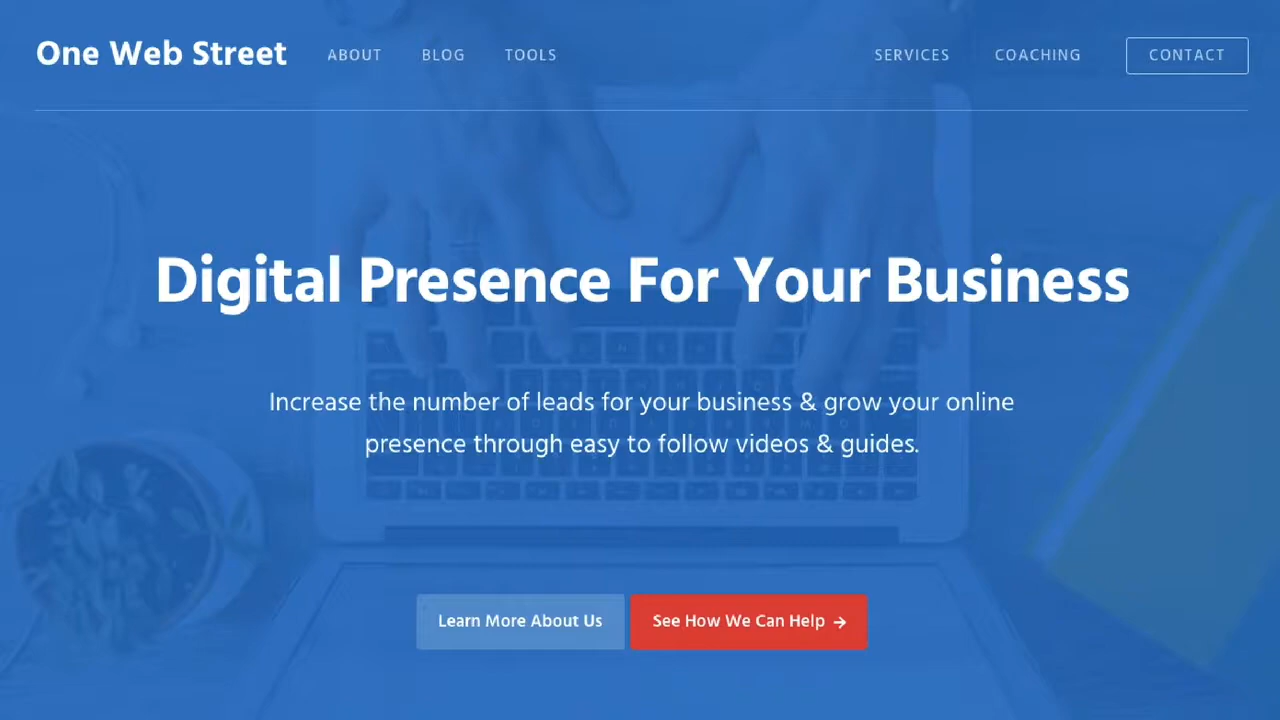 One Web Street
ABOUT
BLOG
TOOLS
SERVICES
COACHING
CONTACT
Digital Presence For Your Business
Increase the number of leads for your business & grow your online
presence through easy to follow videos & guides.
Learn More About Us
See How We Can Help →